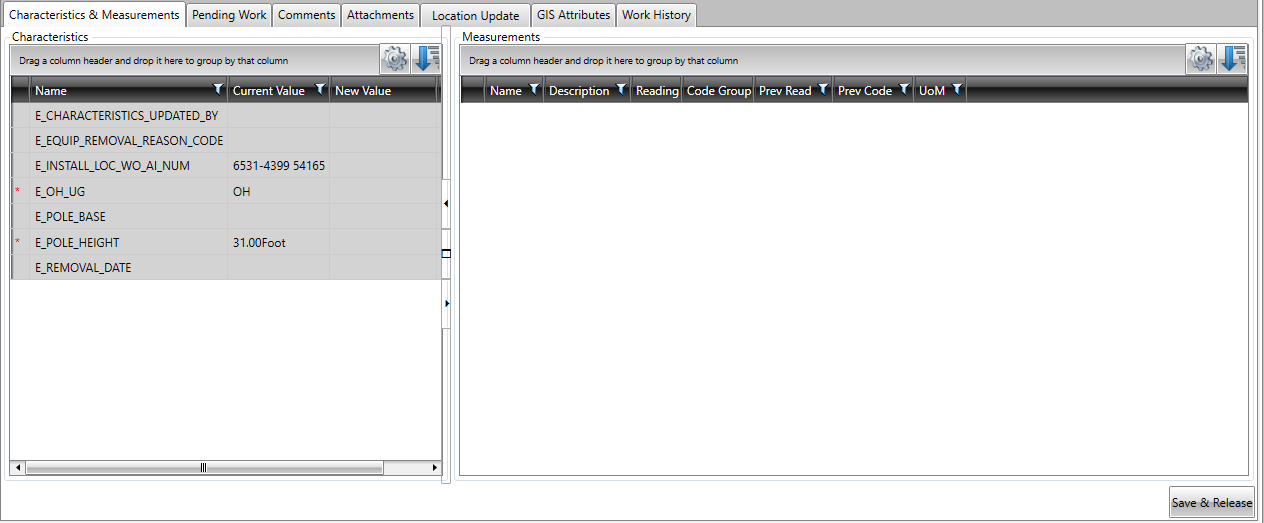 Characteristics & Measurements Pending Work Comments Attachments Location Update GIS Attributes Work History
Characteristics
Drag a column header and drop it here to group by that column
Name Current Value New Value
E_CHARACTERISTICS_UPDATED_BY
E_EQUIP_REMOVAL_REASON_CODE
E_INSTALL_LOC_WO_AI_NUM 6531-4399 54165
* E_OH_UG OH
E_POLE_BASE
* E_POLE_HEIGHT 31.00Foot
E_REMOVAL_DATE
Measurements
Drag a column header and drop it here to group by that column
Name Description Reading Code Group Prev Read Prev Code UoM
Save & Release